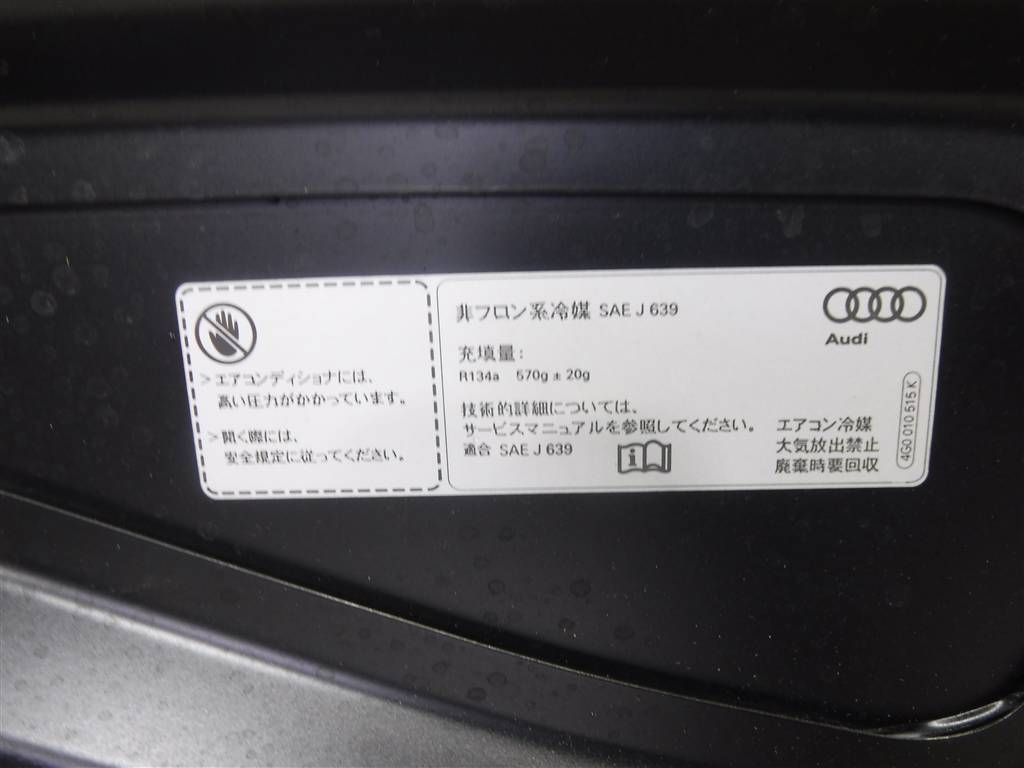 > エアコンディショナには、
高い圧力がかかっています。
> 開く際には、
安全規定に従ってください。
非フロン系冷媒 SAE J 639
充填量:
R134a 570g ± 20g
技術的詳細については、
サービスマニュアルを参照してください。
適合 SAE J 639
Audi
エアコン冷媒
大気放出禁止
廃棄時要回収
4G0 010 515 K